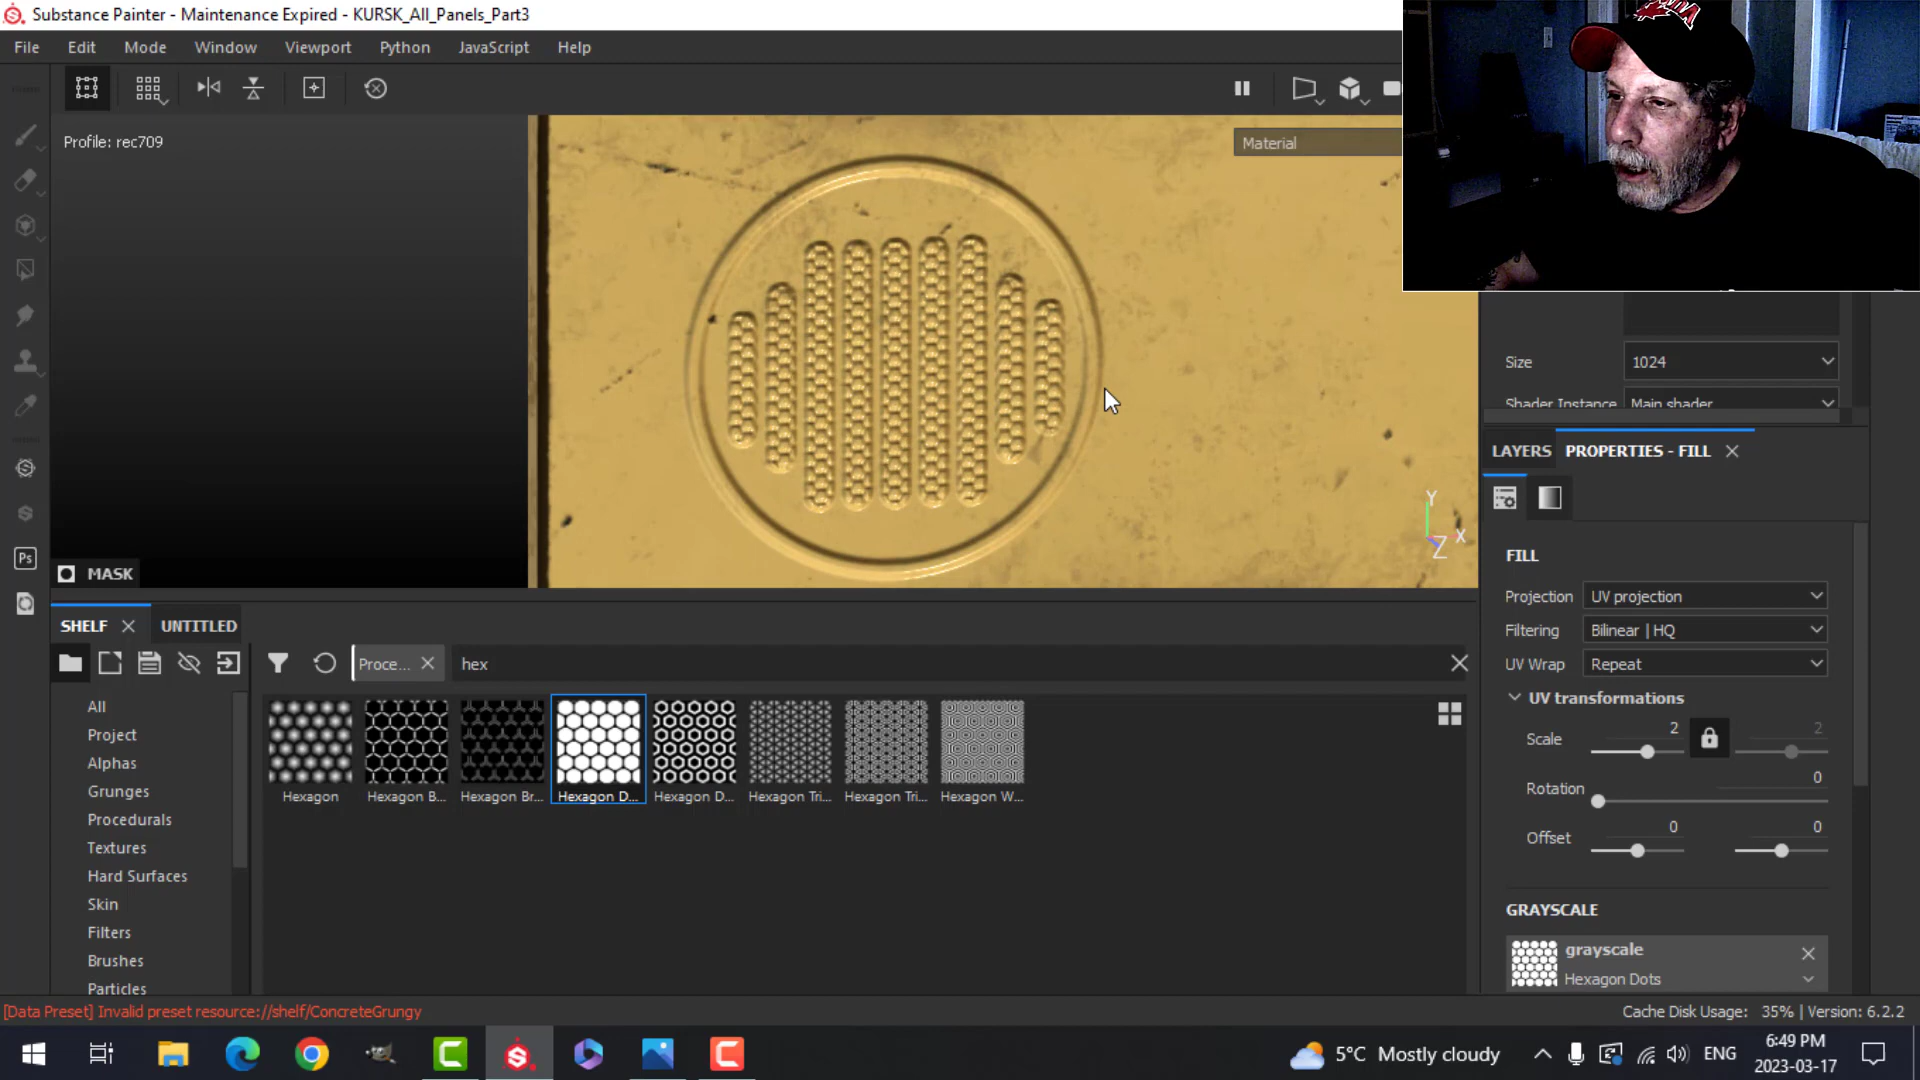 Substance Painter - Maintenance Expired - KURSK_All_Panels_Part3
File Edit Mode Window Viewport Python JavaScript Help
Profile: rec709
Material
Size 1024
Shader Instance Main shader
LAYERS PROPERTIES - FILL
Y
X
Z
FILL
Projection UV projection
Filtering Bilinear | HQ
UV Wrap Repeat
UV transformations
Scale 2 2
Rotation 0
Offset 0 0
GRAYSCALE
grayscale
Hexagon Dots
Ps
MASK
SHELF UNTITLED
Proce... hex
All
Project
Alphas
Grunges
Procedurals
Textures
Hard Surfaces
Skin
Filters
Brushes
Particles
Hexagon Hexagon B... Hexagon Br... Hexagon D... Hexagon D... Hexagon Tri... Hexagon Tri... Hexagon W...
[Data Preset] Invalid preset resource://shelf/ConcreteGrungy
Cache Disk Usage: 35% | Version: 6.2.2
5°C Mostly cloudy
ENG
6:49 PM
2023-03-17